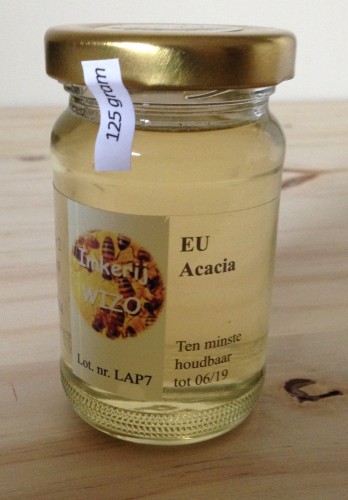 125 gram
Imkerij
WIZO
Lot. nr. LAP7
EU
Acacia
Ten minste
houdbaar
tot 06/19